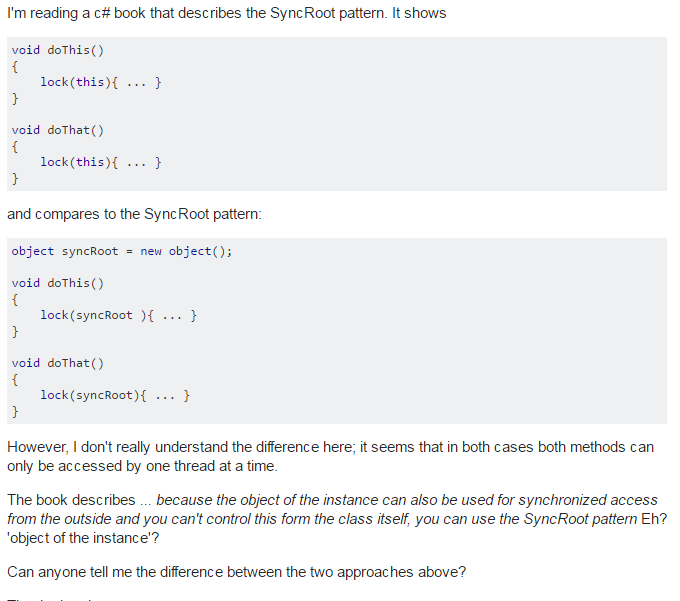 I'm reading a c# book that describes the SyncRoot pattern. It shows
void doThis()
{
    lock(this){ ... }
}
void doThat()
{
    lock(this){ ... }
}
and compares to the SyncRoot pattern:
object syncRoot = new object();
void doThis()
{
    lock(syncRoot ){ ... }
}
void doThat()
{
    lock(syncRoot){ ... }
}
However, I don't really understand the difference here; it seems that in both cases both methods can
only be accessed by one thread at a time.
The book describes ... because the object of the instance can also be used for synchronized access
from the outside and you can't control this form the class itself, you can use the SyncRoot pattern Eh?
'object of the instance'?
Can anyone tell me the difference between the two approaches above?